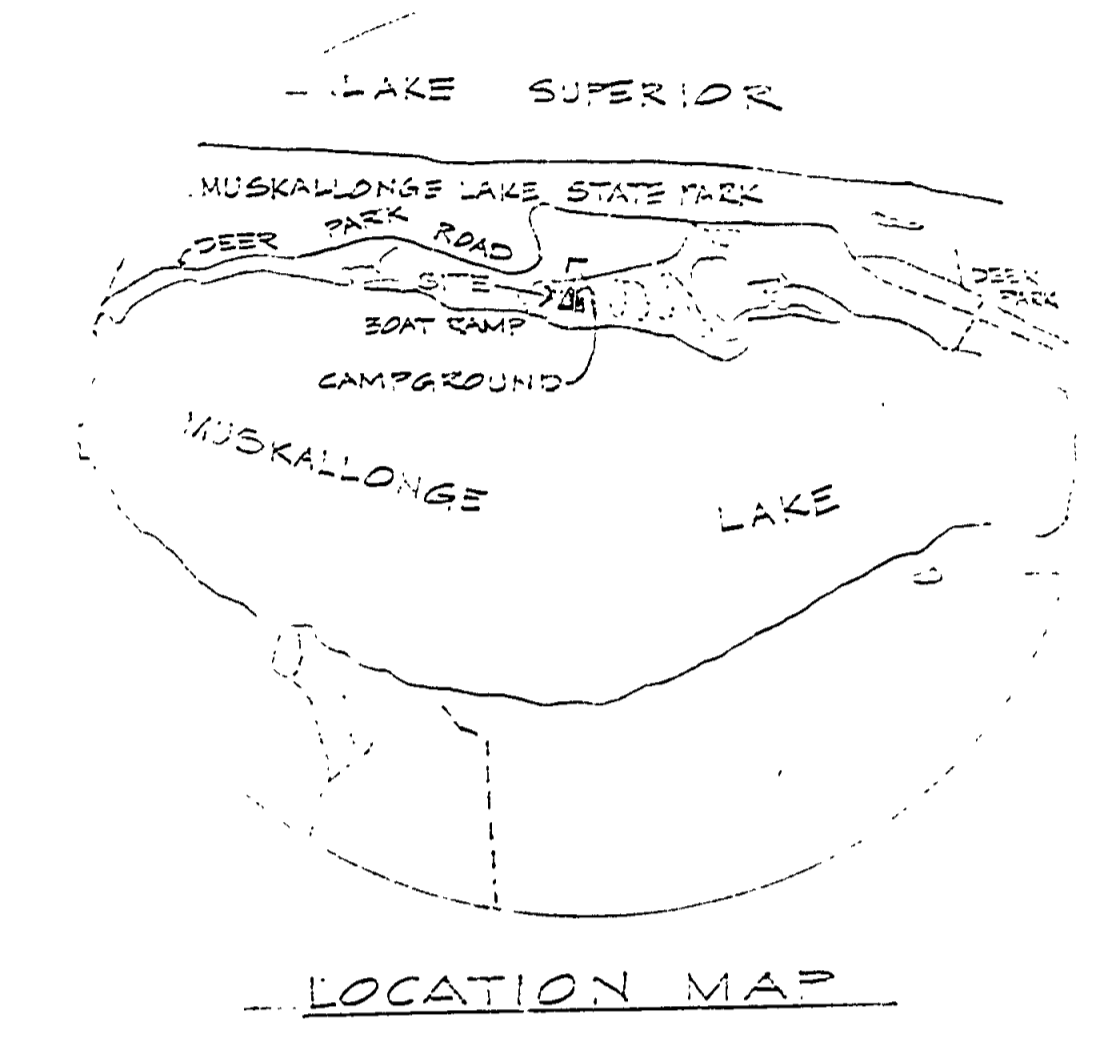 LAKE SUPERIOR
MUSKALLONGE LAKE STATE PARK
DEER PARK ROAD
DEER
PARK
SITE
BOAT RAMP
CAMPGROUND
MUSKALLONGE LAKE
LOCATION MAP